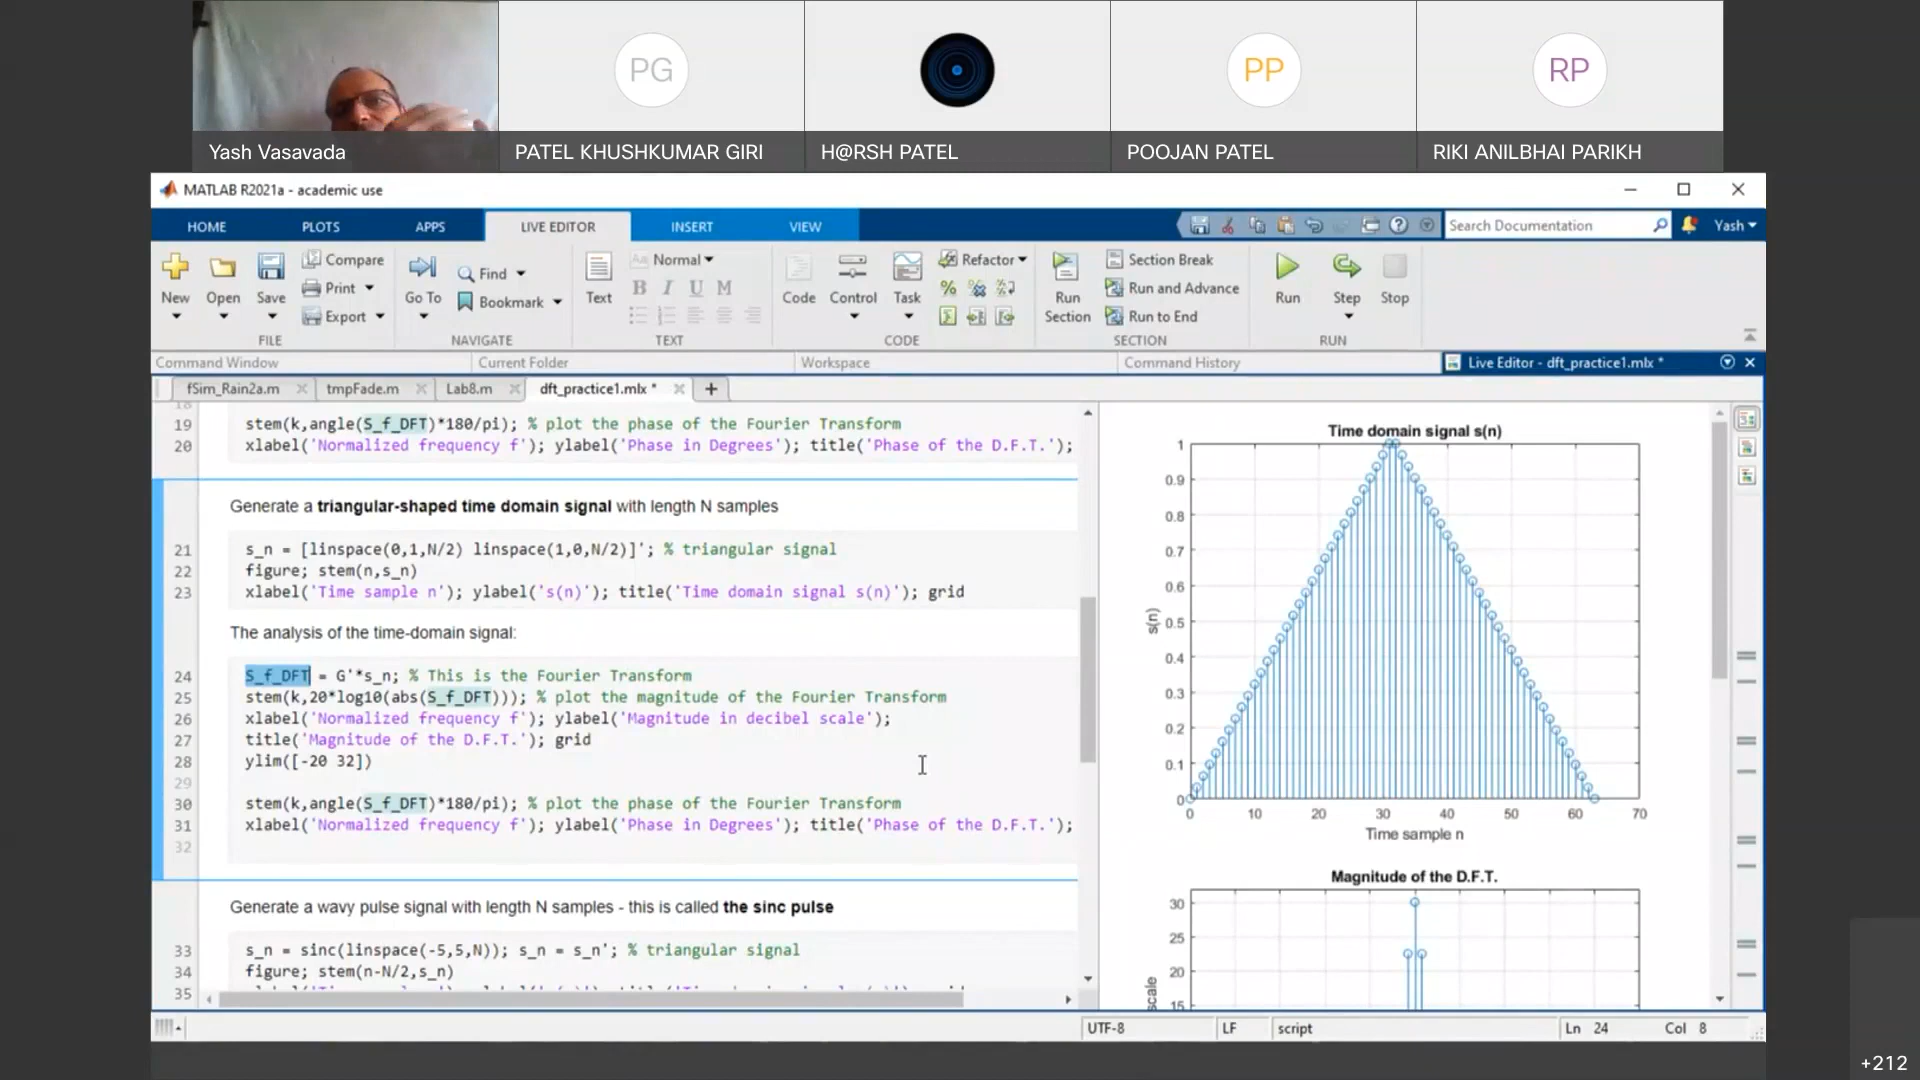 PG
PP
RP
Yash Vasavada
PATEL KHUSHKUMAR GIRI
H@RSH PATEL
POOJAN PATEL
RIKI ANILBHAI PARIKH
MATLAB R2021a - academic use
HOME PLOTS APPS LIVE EDITOR INSERT VIEW
Search Documentation
Yash
New
Open
Save
Compare
Print
Export
FILE
Go To
Find
Bookmark
NAVIGATE
Text
Aa Normal
B I U M
TEXT
Code
Control
Task
Refactor
CODE
Run Section
Section Break
Run and Advance
Run to End
SECTION
Run
Step
Stop
RUN
Command Window
Current Folder
Workspace
Command History
Live Editor - dft_practice1.mlx *
fSim_Rain2a.m
tmpFade.m
Lab8.m
dft_practice1.mlx *
18
19 stem(k,angle(S_f_DFT)*180/pi); % plot the phase of the Fourier Transform
20 xlabel('Normalized frequency f'); ylabel('Phase in Degrees'); title('Phase of the D.F.T.');
Generate a triangular-shaped time domain signal with length N samples
21 s_n = [linspace(0,1,N/2) linspace(1,0,N/2)]'; % triangular signal
22 figure; stem(n,s_n)
23 xlabel('Time sample n'); ylabel('s(n)'); title('Time domain signal s(n)'); grid
The analysis of the time-domain signal:
24 S_f_DFT = G'*s_n; % This is the Fourier Transform
25 stem(k,20*log10(abs(S_f_DFT))); % plot the magnitude of the Fourier Transform
26 xlabel('Normalized frequency f'); ylabel('Magnitude in decibel scale');
27 title('Magnitude of the D.F.T.'); grid
28 ylim([-20 32])
29
30 stem(k,angle(S_f_DFT)*180/pi); % plot the phase of the Fourier Transform
31 xlabel('Normalized frequency f'); ylabel('Phase in Degrees'); title('Phase of the D.F.T.');
32
Generate a wavy pulse signal with length N samples - this is called the sinc pulse
33 s_n = sinc(linspace(-5,5,N)); s_n = s_n'; % triangular signal
34 figure; stem(n-N/2,s_n)
35
Time domain signal s(n)
1
0.9
0.8
0.7
0.6
0.5
0.4
0.3
0.2
0.1
0
s(n)
0 10 20 30 40 50 60 70
Time sample n
Magnitude of the D.F.T.
30
25
20
15
scale
UTF-8
LF
script
Ln 24
Col 8
+212